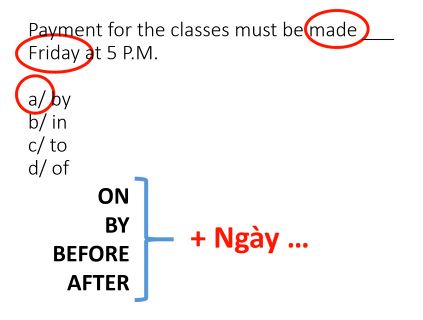 Payment for the classes must be made ____
Friday at 5 P.M.
a/ by
b/ in
c/ to
d/ of
ON
BY
BEFORE
AFTER
+ Ngày ...